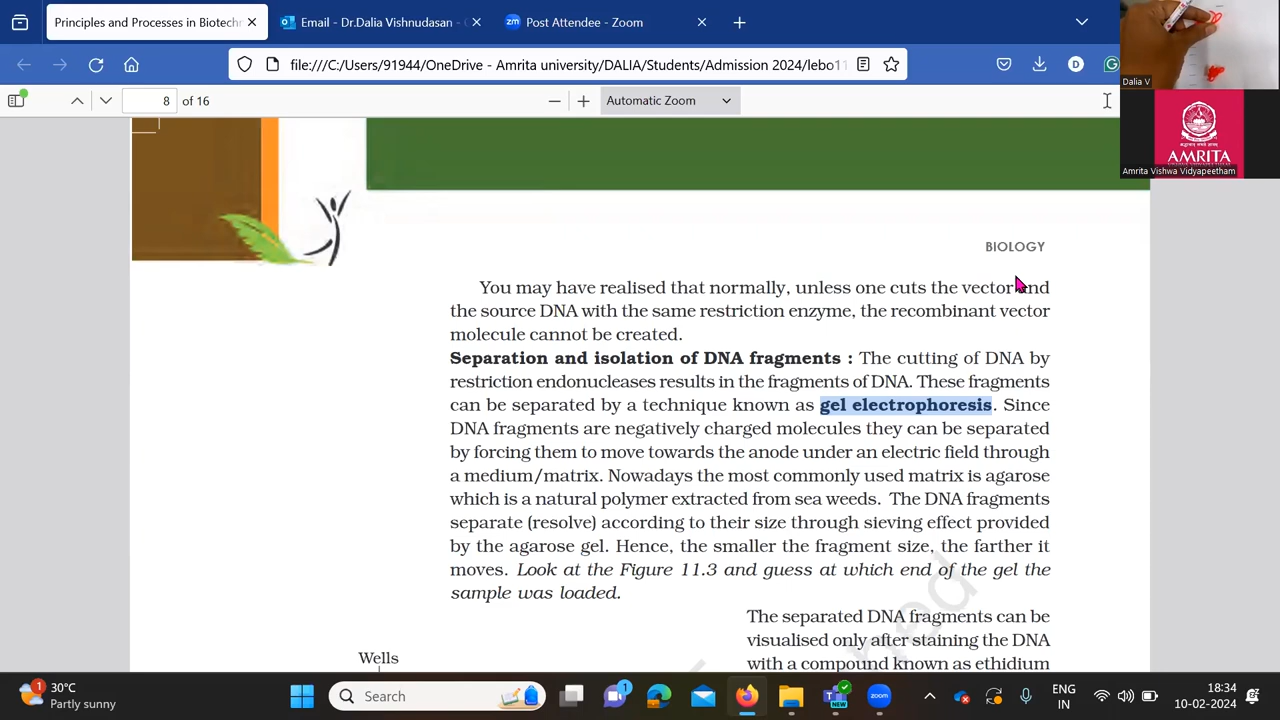 Principles and Processes in Biotech
Email - Dr.Dalia Vishnudasan -
Post Attendee - Zoom
file:///C:/Users/91944/OneDrive - Amrita university/DALIA/Students/Admission 2024/lebo11
Dalia V
8 of 16
Automatic Zoom
AMRITA
Amrita Vishwa Vidyapeetham
BIOLOGY
You may have realised that normally, unless one cuts the vector and
the source DNA with the same restriction enzyme, the recombinant vector
molecule cannot be created.
Separation and isolation of DNA fragments : The cutting of DNA by
restriction endonucleases results in the fragments of DNA. These fragments
can be separated by a technique known as gel electrophoresis. Since
DNA fragments are negatively charged molecules they can be separated
by forcing them to move towards the anode under an electric field through
a medium/matrix. Nowadays the most commonly used matrix is agarose
which is a natural polymer extracted from sea weeds. The DNA fragments
separate (resolve) according to their size through sieving effect provided
by the agarose gel. Hence, the smaller the fragment size, the farther it
moves. Look at the Figure 11.3 and guess at which end of the gel the
sample was loaded.
The separated DNA fragments can be
visualised only after staining the DNA
with a compound known as ethidium
Wells
1
30°C
Partly sunny
Search
1
NEW
zoom
ENG
IN
18:34
10-02-2024